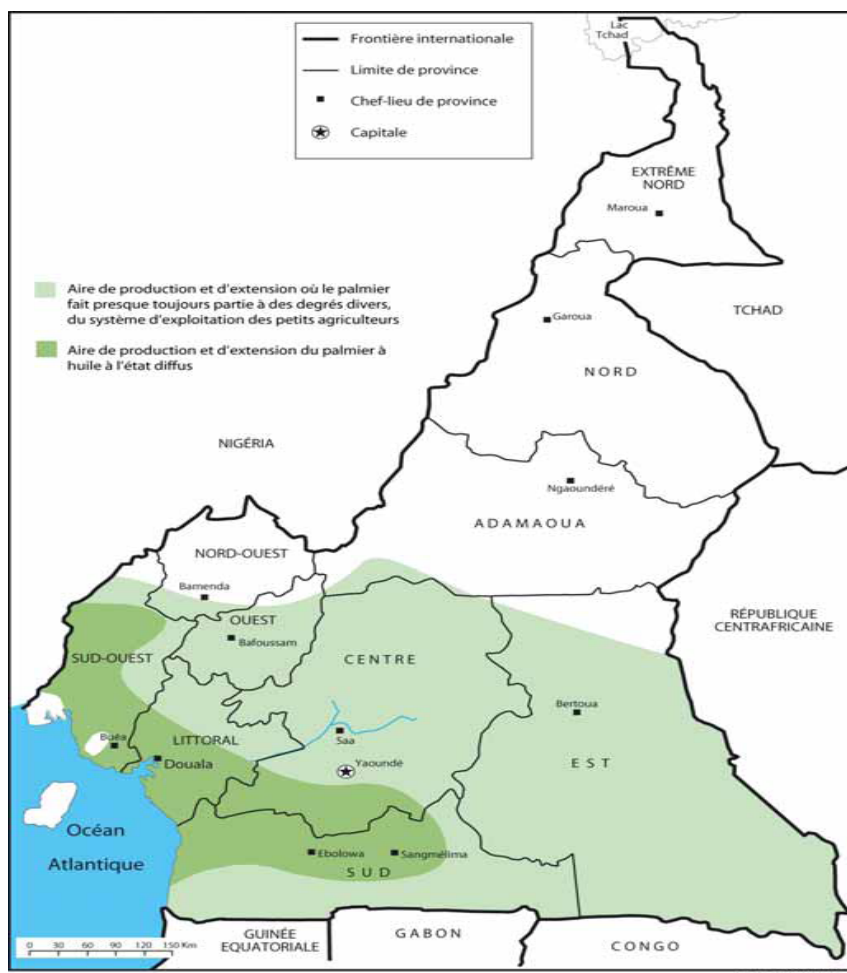 Lac
Tchad
Frontière internationale
Limite de province
Chef-lieu de province
Capitale
EXTRÊME
NORD
Maroua
Aire de production et d'extension où le palmier
fait presque toujours partie à des degrés divers,
du système d'exploitation des petits agriculteurs
Aire de production et d'extension du palmier à
huile à l'état diffus
TCHAD
Garoua
NORD
NIGÉRIA
Ngaoundéré
ADAMAOUA
NORD-OUEST
Bamenda
OUEST
Bafoussam
RÉPUBLIQUE
CENTRAFRICAINE
SUD-OUEST
CENTRE
Bertoua
Buéa
LITTORAL
Douala
Saa
Yaoundé
EST
Océan
Atlantique
Ebolowa
Sangmélima
SUD
GUINÉE
ÉQUATORIALE
GABON
CONGO
0 30 60 90 120 150 Km